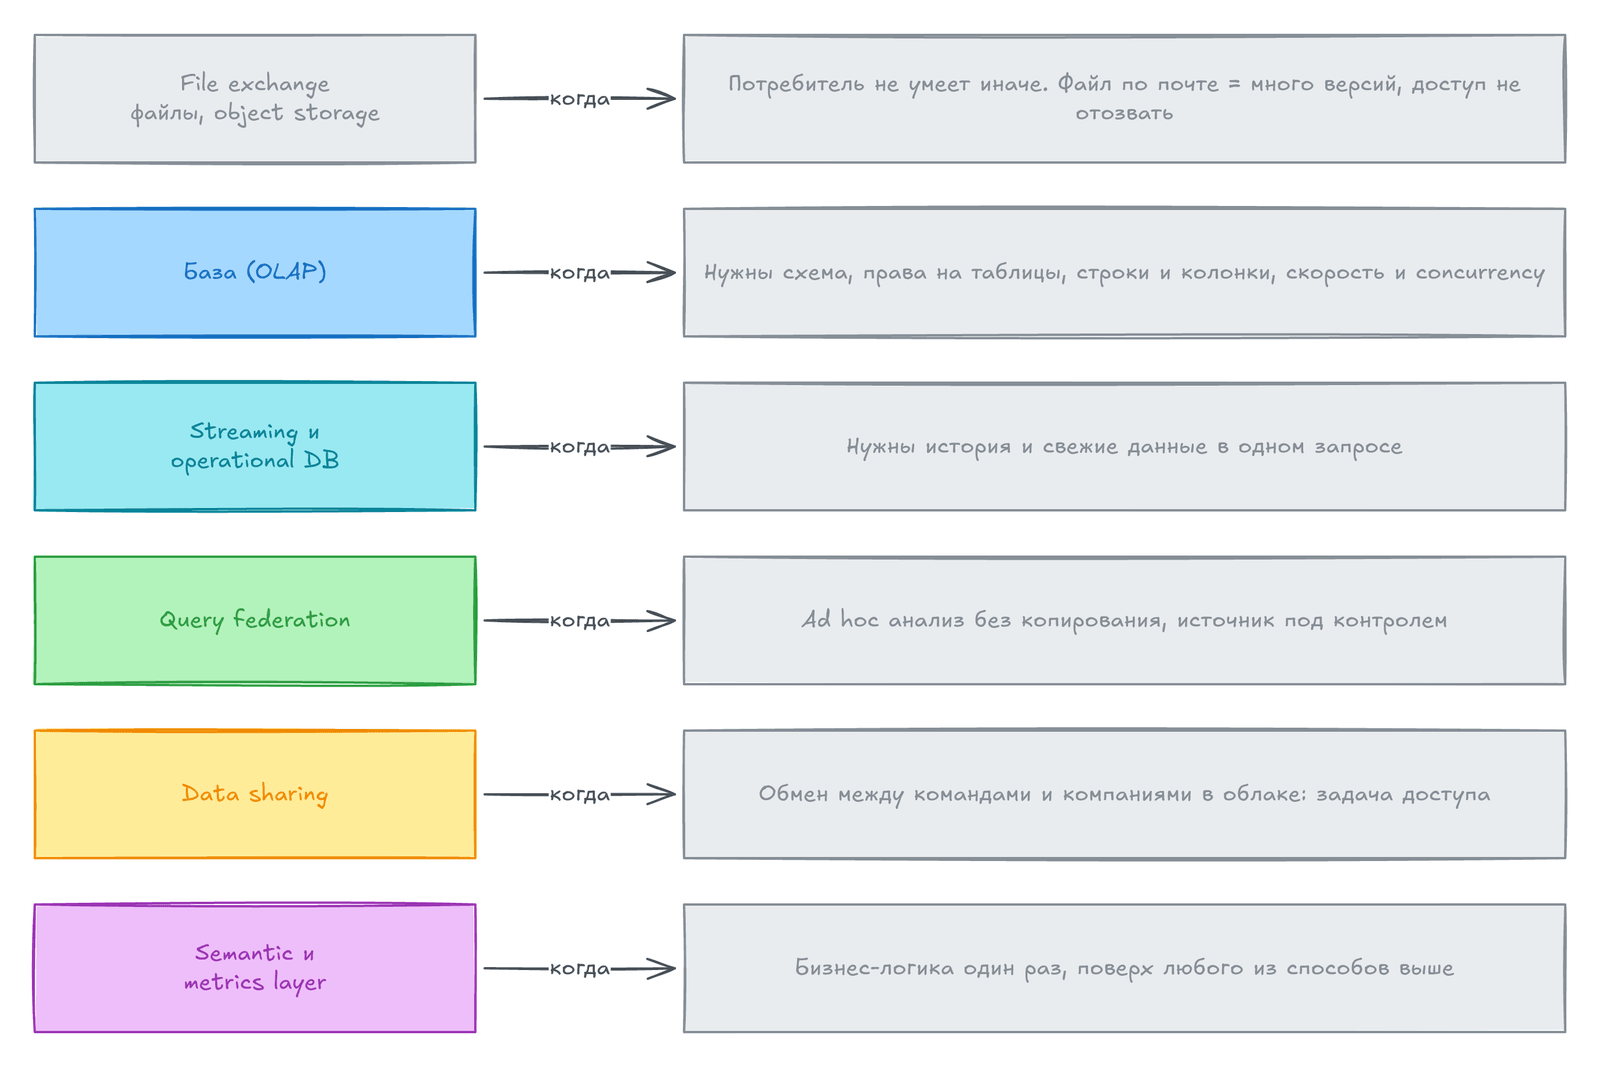 File exchange
файлы, object storage
когда
Потребитель не умеет иначе. Файл по почте = много версий, доступ не
отозвать
База (OLAP)
когда
Нужны схема, права на таблицы, строки и колонки, скорость и concurrency
Streaming и
operational DB
когда
Нужны история и свежие данные в одном запросе
Query federation
когда
Ad hoc анализ без копирования, источник под контролем
Data sharing
когда
Обмен между командами и компаниями в облаке: задача доступа
Semantic и
metrics layer
когда
Бизнес-логика один раз, поверх любого из способов выше